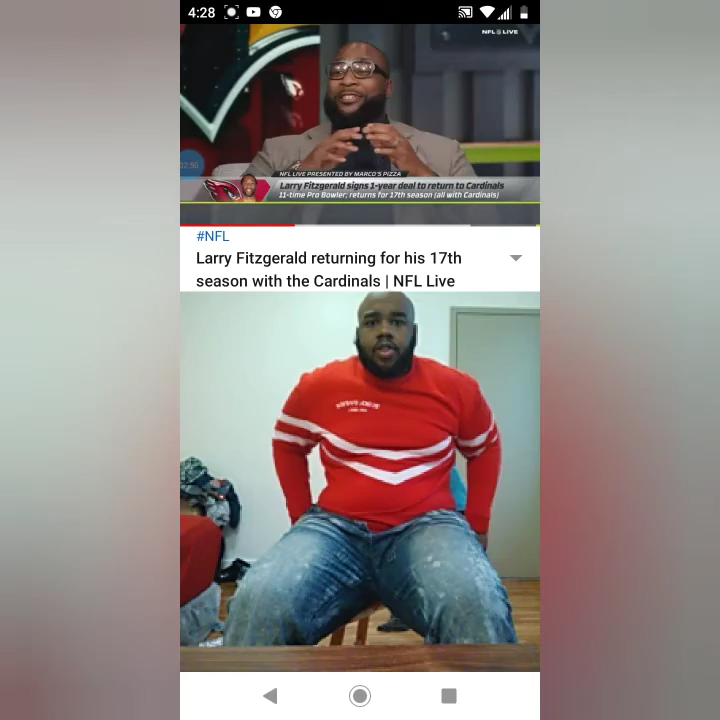 4:28
NFL LIVE
02:50
NFL LIVE PRESENTED BY MARCO'S PIZZA
Larry Fitzgerald signs 1-year deal to return to Cardinals
11-time Pro Bowler; returns for 17th season (all with Cardinals)
#NFL
Larry Fitzgerald returning for his 17th
season with the Cardinals | NFL Live